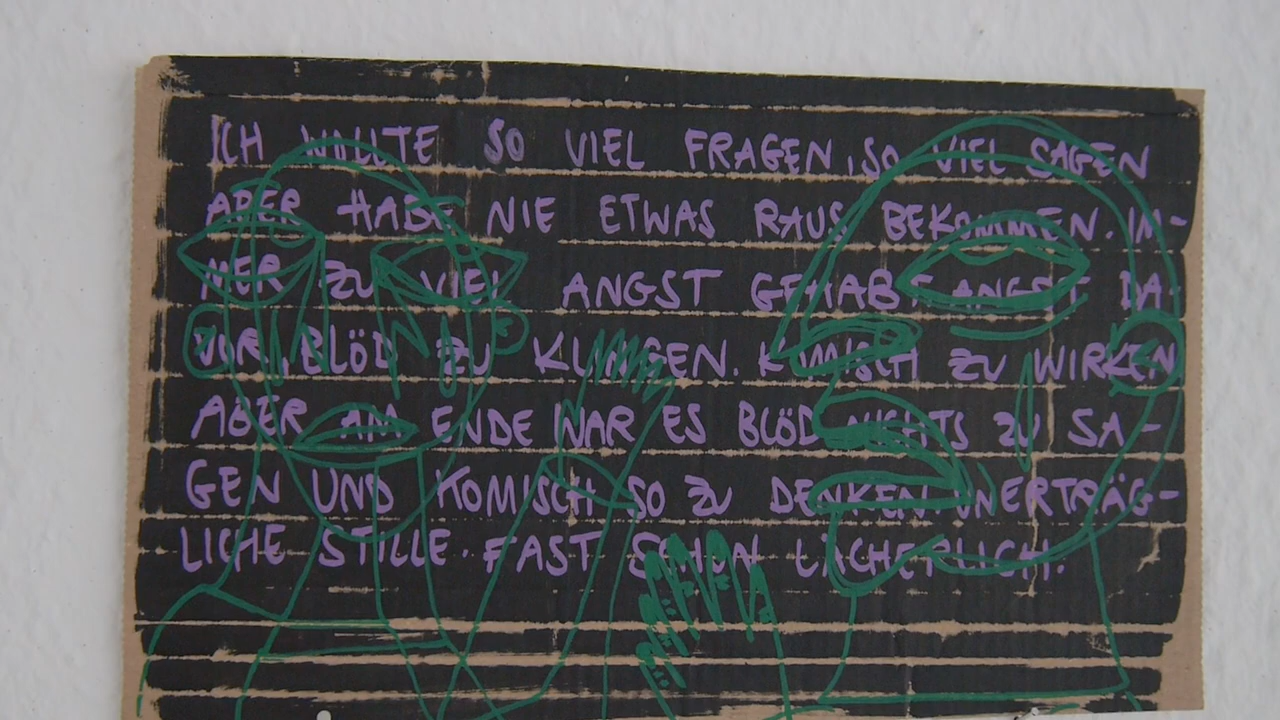 ICH WOLLTE SO VIEL FRAGEN, SO VIEL SAGEN
ABER HABE NIE ETWAS RAUS BEKOMMEN. IM-
MER ZU VIEL ANGST GEHABT ANGST DA-
VOR BLÖD ZU KLINGEN. KOMISCH ZU WIRKEN
ABER AM ENDE WAR ES BLÖD NICHTS ZU SA-
GEN UND KOMISCH SO ZU DENKEN UNERTRÄG-
LICHE STILLE. FAST SCHON LÄCHERLICH.